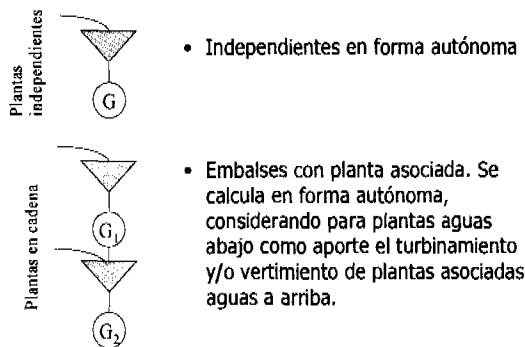 Plantas
independientes
G
• Independientes en forma autónoma
Plantas en cadena
G₁
G₂
• Embalses con planta asociada. Se
calcula en forma autónoma,
considerando para plantas aguas
abajo como aporte el turbinamiento
y/o vertimiento de plantas asociadas
aguas a arriba.